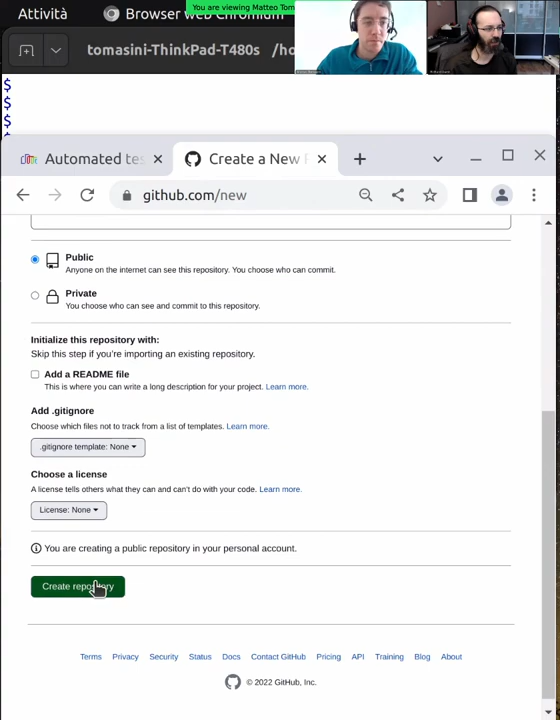 Attività
Browser web Chromium
You are viewing Matteo Tom
tomasini-ThinkPad-T480s /ho
$
$
$
Automated tes
Create a New R
github.com/new
Public
Anyone on the internet can see this repository. You choose who can commit.
Private
You choose who can see and commit to this repository.
Initialize this repository with:
Skip this step if you're importing an existing repository.
Add a README file
This is where you can write a long description for your project. Learn more.
Add .gitignore
Choose which files not to track from a list of templates. Learn more.
.gitignore template: None
Choose a license
A license tells others what they can and can't do with your code. Learn more.
License: None
You are creating a public repository in your personal account.
Create repository
Terms Privacy Security Status Docs Contact GitHub Pricing API Training Blog About
© 2022 GitHub, Inc.